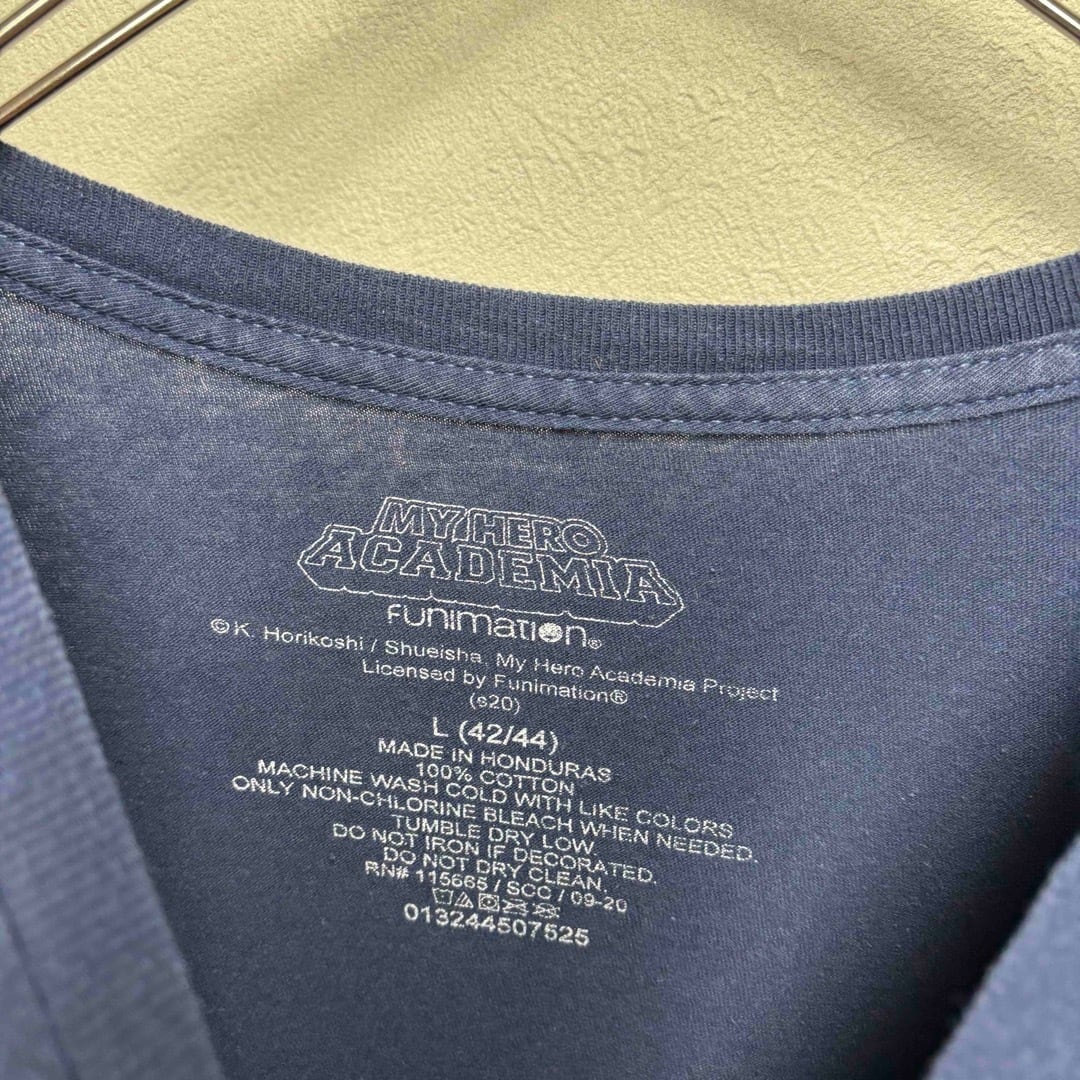 MY HERO
ACADEMIA
FUNIMATION®
©K. Horikoshi / Shueisha, My Hero Academia Project
Licensed by Funimation®
(s20)
L (42/44)
MADE IN HONDURAS
100% COTTON
MACHINE WASH COLD WITH LIKE COLORS
ONLY NON-CHLORINE BLEACH WHEN NEEDED.
TUMBLE DRY LOW
DO NOT IRON IF DECORATED.
DO NOT DRY CLEAN.
RN# 115665 / SCC / 09-20
013244507525